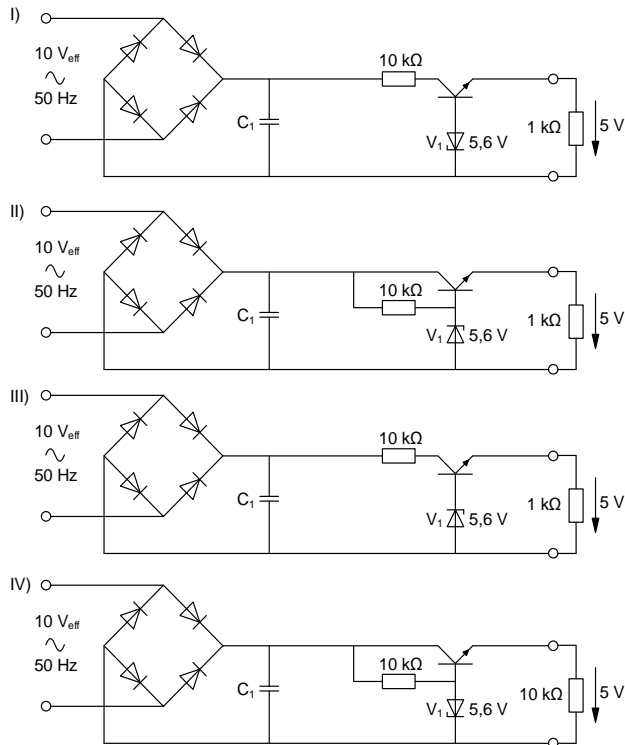 I)
10 Veff
50 Hz
C1
10 kΩ
V1 5,6 V
1 kΩ
5 V
II)
10 Veff
50 Hz
C1
10 kΩ
V1 5,6 V
1 kΩ
5 V
III)
10 Veff
50 Hz
C1
10 kΩ
V1 5,6 V
1 kΩ
5 V
IV)
10 Veff
50 Hz
C1
10 kΩ
V1 5,6 V
10 kΩ
5 V